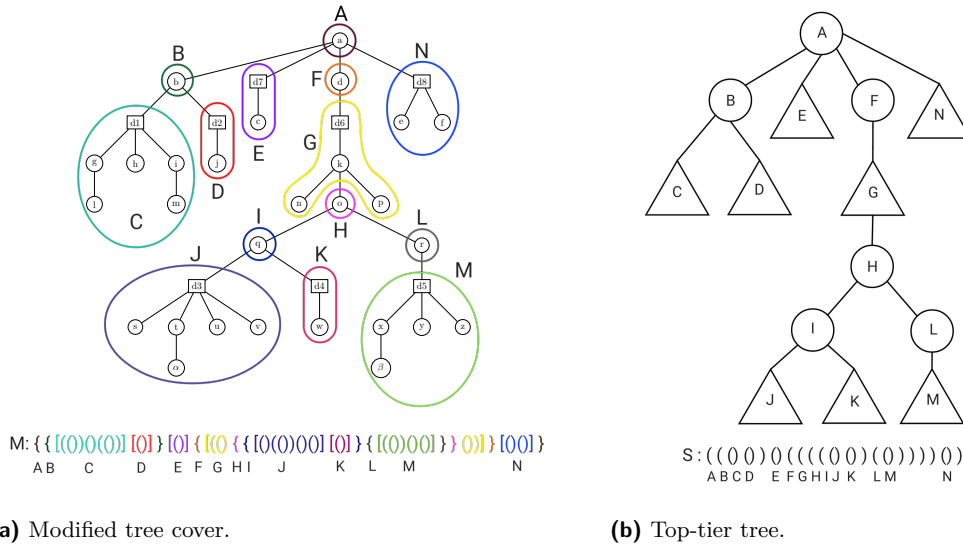 A
a
B
b
d7
F
d
N
d8
d1
d2
c
d6
e
f
G
E
g
h
i
j
k
D
l
m
C
n
o
p
H
I
q
L
r
J
K
M
d3
d4
d5
s
t
u
v
w
x
y
z
α
β
M: { { [(())()(())] [()] } [()] { [(() { { [()(())()()] [()] } { [(())()()] } } ())] } [()()] }
A B C D E F G H I J K L M N
a) Modified tree cover.
A
B
E
F
N
C
D
G
H
I
L
J
K
M
S : ( ( ( ) ( ) ) ( ) ( ( ( ( ( ) ( ) ) ( ( ) ) ) ) ) ( ) )
A B C D E F G H I J K L M N
(b) Top-tier tree.